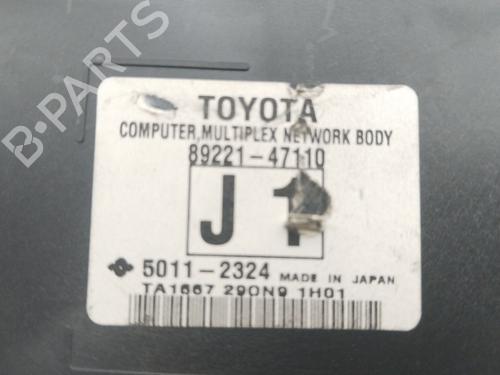 B-PARTS
TOYOTA
COMPUTER, MULTIPLEX NETWORK BODY
89221-47110
J 1
5011-2324 MADE IN JAPAN
TA1667 290N9 1H01